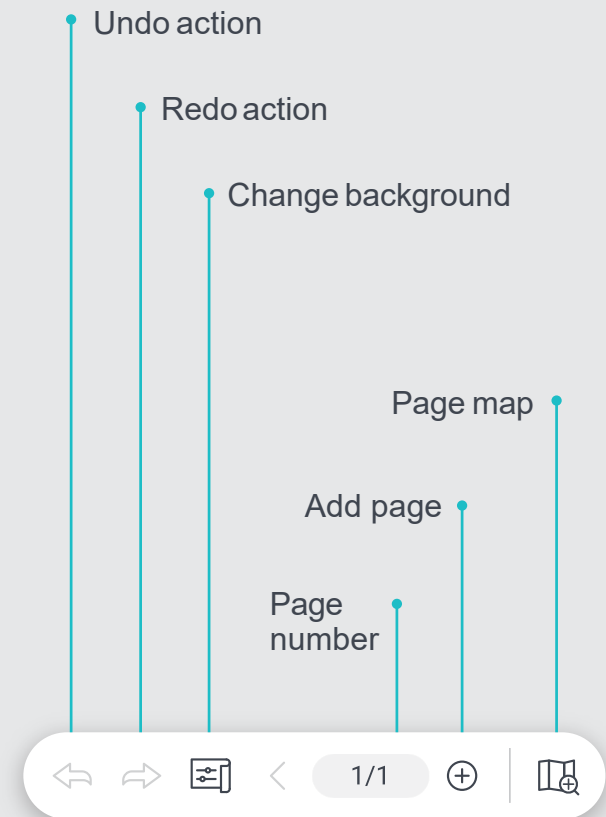 Undo action
Redo action
Change background
Page map
Add page
Page
number
1/1